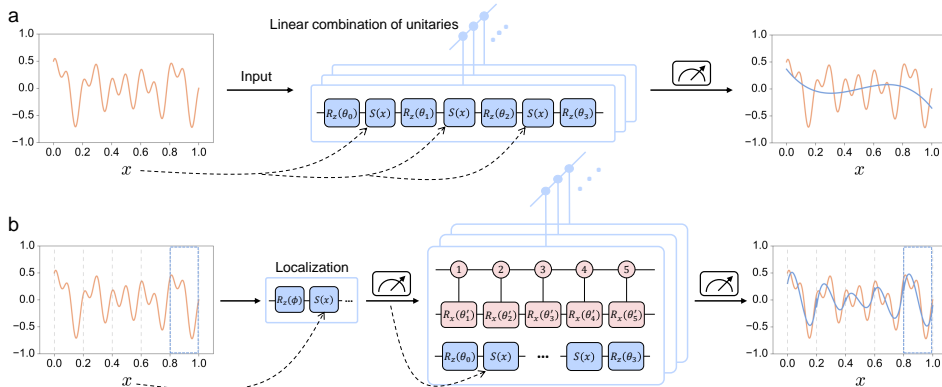 a
Linear combination of unitaries
1.0
0.5
0.0
−0.5
−1.0
0.0 0.2 0.4 0.6 0.8 1.0
x
Input
R_z(θ_0) S(x) R_z(θ_1) S(x) R_z(θ_2) S(x) R_z(θ_3)
1.0
0.5
0.0
−0.5
−1.0
0.0 0.2 0.4 0.6 0.8 1.0
x
b
1.0
0.5
0.0
−0.5
−1.0
0.0 0.2 0.4 0.6 0.8 1.0
x
Localization
R_z(ϕ) S(x) ...
1 2 3 4 5
R_x(θ'_1) R_x(θ'_2) R_x(θ'_3) R_x(θ'_4) R_x(θ'_5)
R_z(θ_0) S(x) ... S(x) R_z(θ_3)
1.0
0.5
0.0
−0.5
−1.0
0.0 0.2 0.4 0.6 0.8 1.0
x